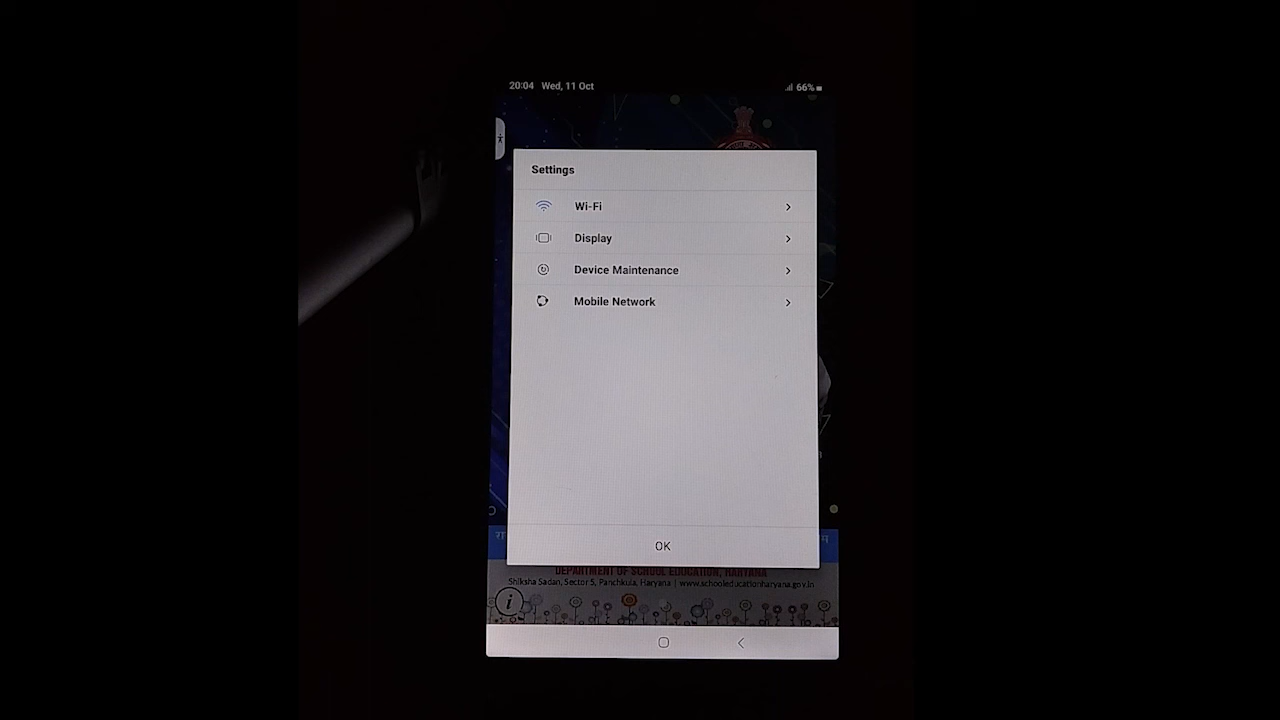 20:04 Wed, 11 Oct 66%
Settings
Wi-Fi
Display
Device Maintenance
Mobile Network
OK
रा
DEPARTMENT OF SCHOOL EDUCATION, HARYANA
Shiksha Sadan, Sector 5, Panchkula, Haryana | www.schooleducationharyana.gov.in
i